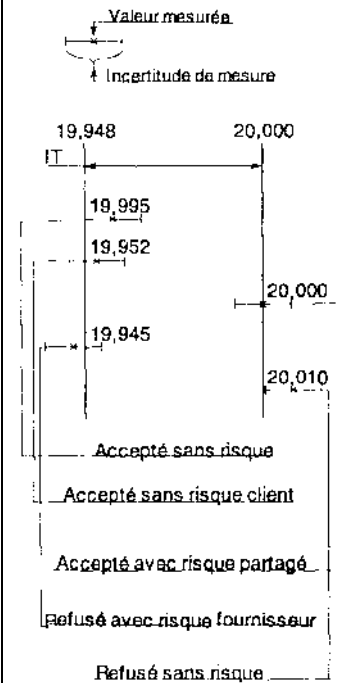 Valeur mesurée
Incertitude de mesure
19,948 20,000
IT
19,995
19,952
20,000
19,945
20,010
Accepté sans risque
Accepté sans risque client
Accepté avec risque partagé
Refusé avec risque fournisseur
Refusé sans risque